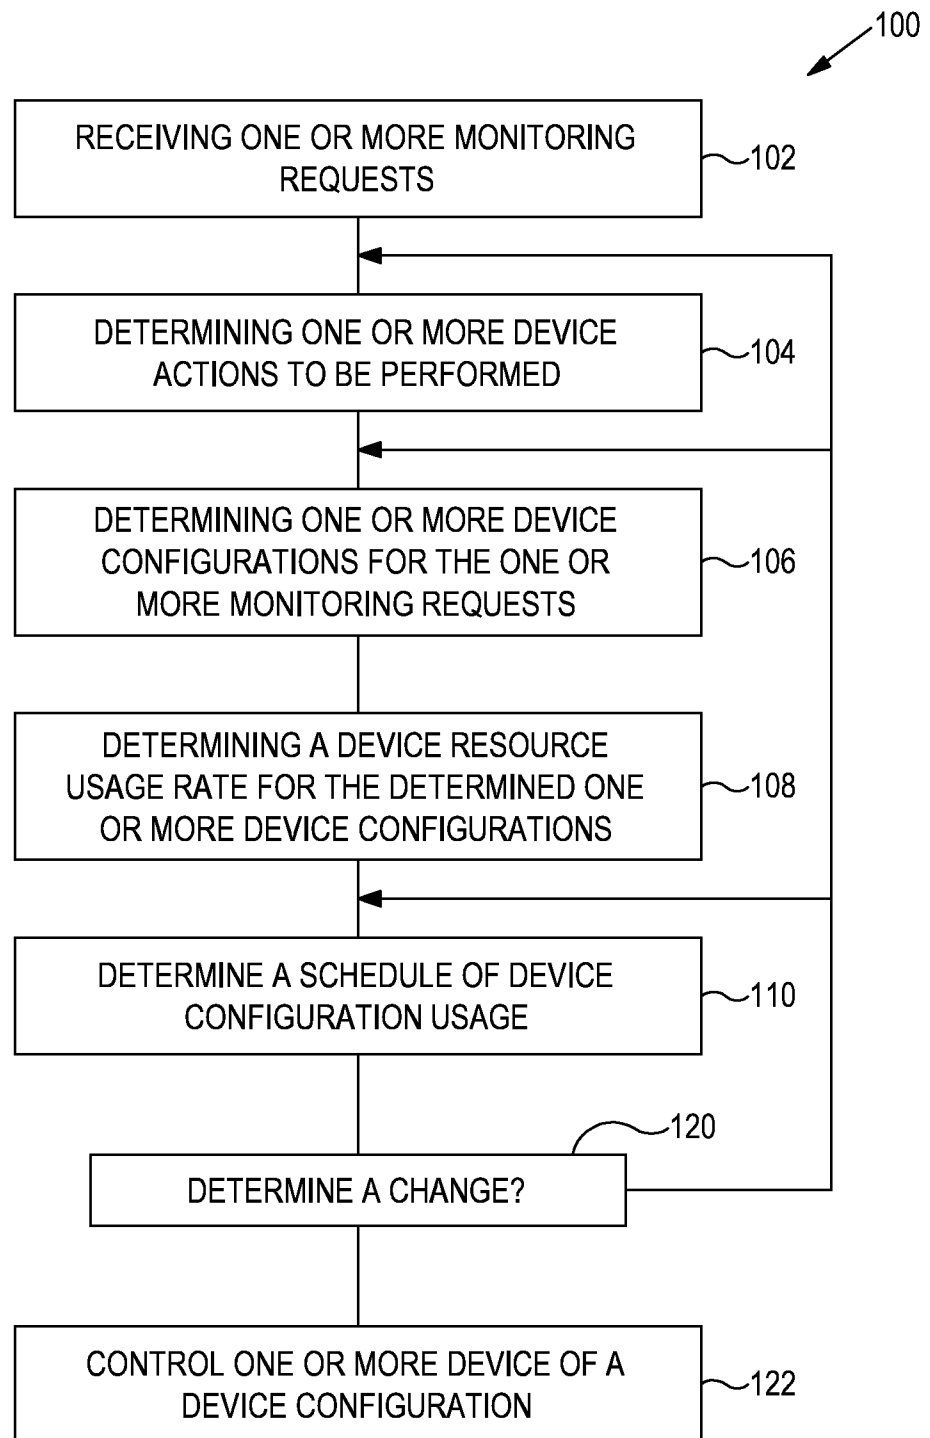 100
RECEIVING ONE OR MORE MONITORING
REQUESTS
102
DETERMINING ONE OR MORE DEVICE
ACTIONS TO BE PERFORMED
104
DETERMINING ONE OR MORE DEVICE
CONFIGURATIONS FOR THE ONE OR
MORE MONITORING REQUESTS
106
DETERMINING A DEVICE RESOURCE
USAGE RATE FOR THE DETERMINED ONE
OR MORE DEVICE CONFIGURATIONS
108
DETERMINE A SCHEDULE OF DEVICE
CONFIGURATION USAGE
110
120
DETERMINE A CHANGE?
CONTROL ONE OR MORE DEVICE OF A
DEVICE CONFIGURATION
122